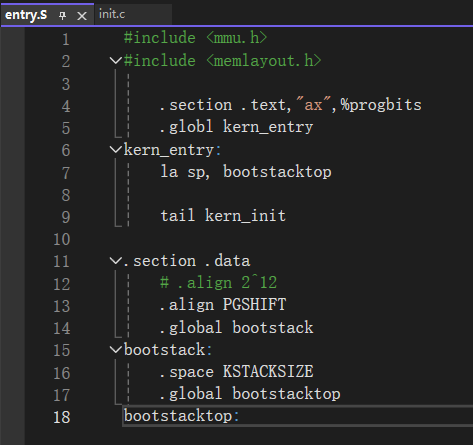 entry.S init.c
1 #include <mmu.h>
2 #include <memlayout.h>
3
4 .section .text,"ax",%progbits
5 .globl kern_entry
6 kern_entry:
7 la sp, bootstacktop
8
9 tail kern_init
10
11 .section .data
12 # .align 2^12
13 .align PGSHIFT
14 .global bootstack
15 bootstack:
16 .space KSTACKSIZE
17 .global bootstacktop
18 bootstacktop: